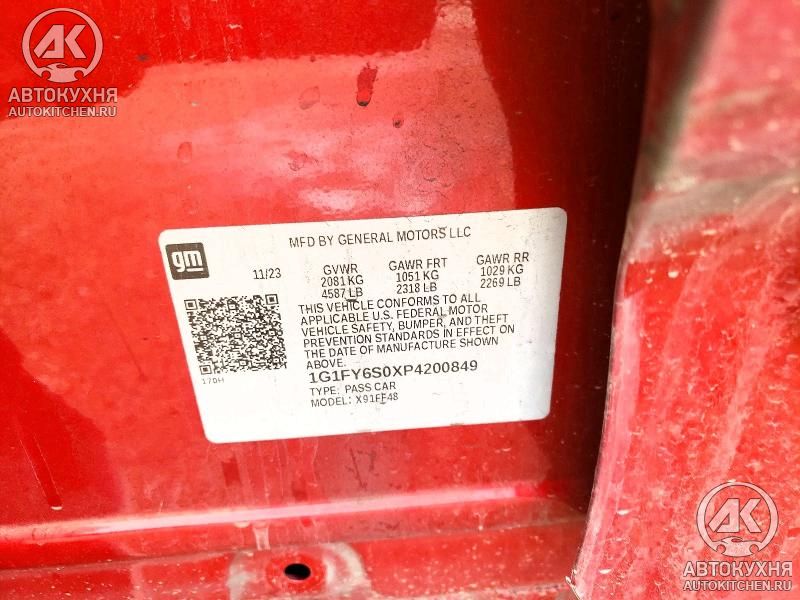 АК
АВТОКУХНЯ
AUTOKITCHEN.RU
gm
MFD BY GENERAL MOTORS LLC
11/23
GVWR GAWR FRT GAWR RR
2081 KG 1051 KG 1029 KG
4587 LB 2318 LB 2269 LB
THIS VEHICLE CONFORMS TO ALL
APPLICABLE U.S. FEDERAL MOTOR
VEHICLE SAFETY, BUMPER, AND THEFT
PREVENTION STANDARDS IN EFFECT ON
THE DATE OF MANUFACTURE SHOWN
ABOVE.
170H
1G1FY6S0XP4200849
TYPE: PASS CAR
MODEL: X91FF48
АК
АВТОКУХНЯ
AUTOKITCHEN.RU